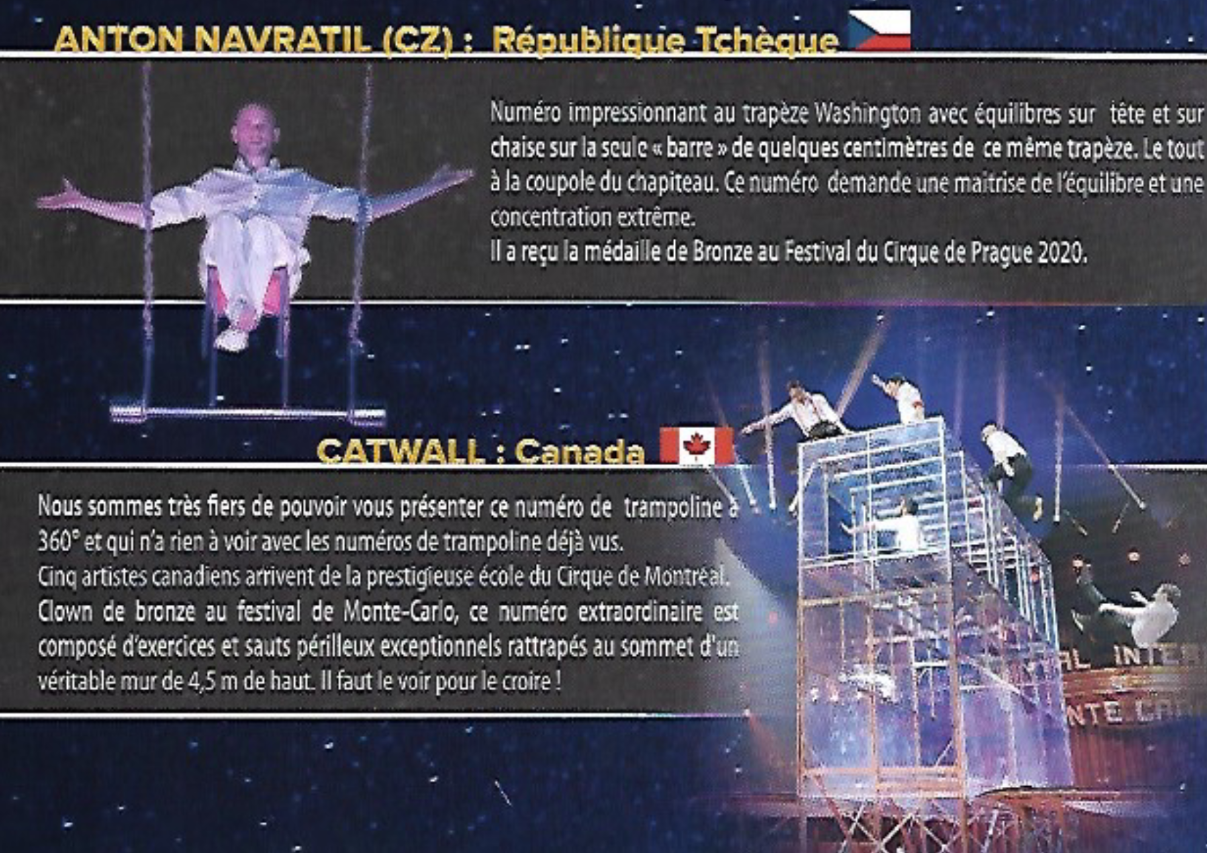 ANTON NAVRATIL (CZ) : République Tchèque
Numéro impressionnant au trapèze Washington avec équilibres sur tête et sur
chaise sur la seule « barre » de quelques centimètres de ce même trapèze. Le tout
à la coupole du chapiteau. Ce numéro demande une maitrise de l'équilibre et une
concentration extrême.
Il a reçu la médaille de Bronze au Festival du Cirque de Prague 2020.
CATWALL : Canada
Nous sommes très fiers de pouvoir vous présenter ce numéro de trampoline à
360° et qui n'a rien à voir avec les numéros de trampoline déjà vus.
Cinq artistes canadiens arrivent de la prestigieuse école du Cirque de Montréal.
Clown de bronze au festival de Monte-Carlo, ce numéro extraordinaire est
composé d'exercices et sauts périlleux exceptionnels rattrapés au sommet d'un
véritable mur de 4,5 m de haut. Il faut le voir pour le croire !